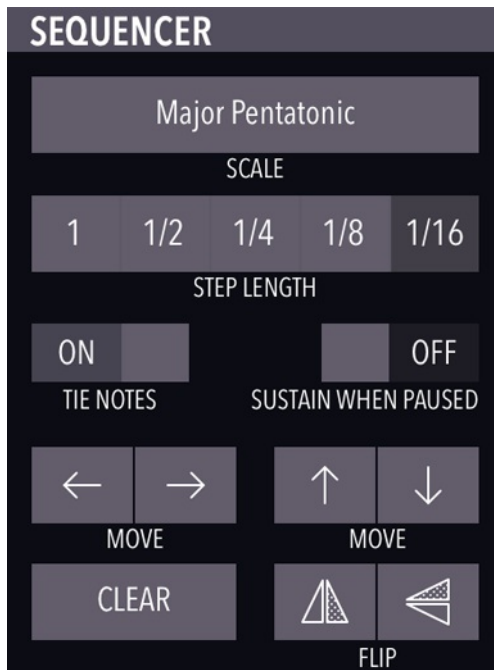 SEQUENCER
Major Pentatonic
SCALE
1 1/2 1/4 1/8 1/16
STEP LENGTH
ON OFF
TIE NOTES SUSTAIN WHEN PAUSED
← → ↑ ↓
MOVE MOVE
CLEAR
FLIP